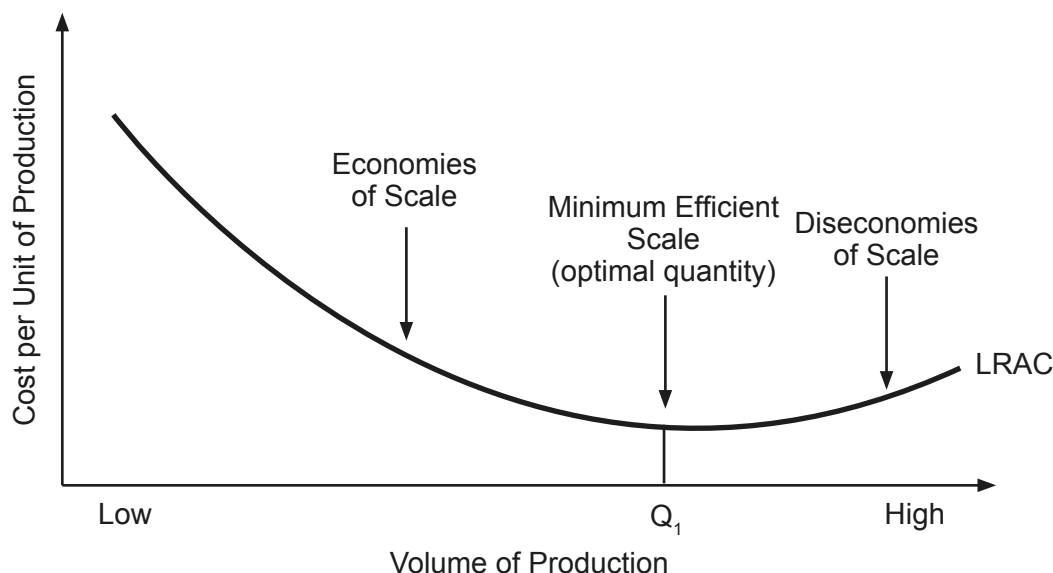 Cost per Unit of Production
Economies
of Scale
Minimum Efficient
Scale
(optimal quantity)
Diseconomies
of Scale
LRAC
Low
Q₁
High
Volume of Production